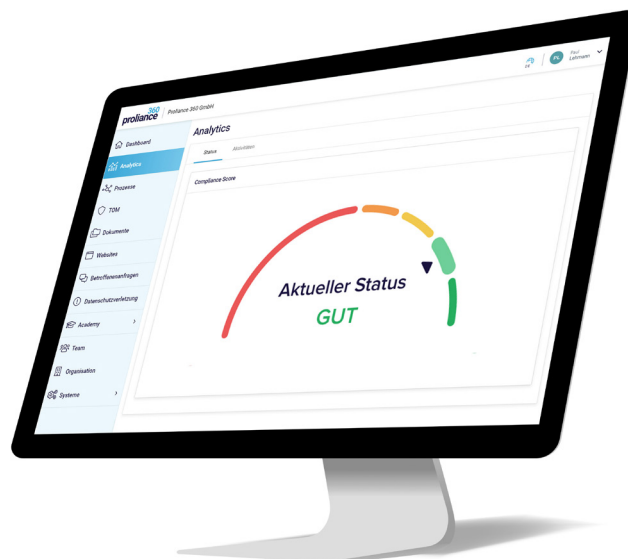 proliance 360
Proliance 360 GmbH
PL
Paul
Lehmann
Dashboard
Analytics
Prozesse
TOM
Dokumente
Websites
Betroffenenanfragen
Datenschutzverletzung
Academy
Team
Organisation
Systeme
Analytics
Status
Aktivitäten
Compliance Score
Aktueller Status
GUT